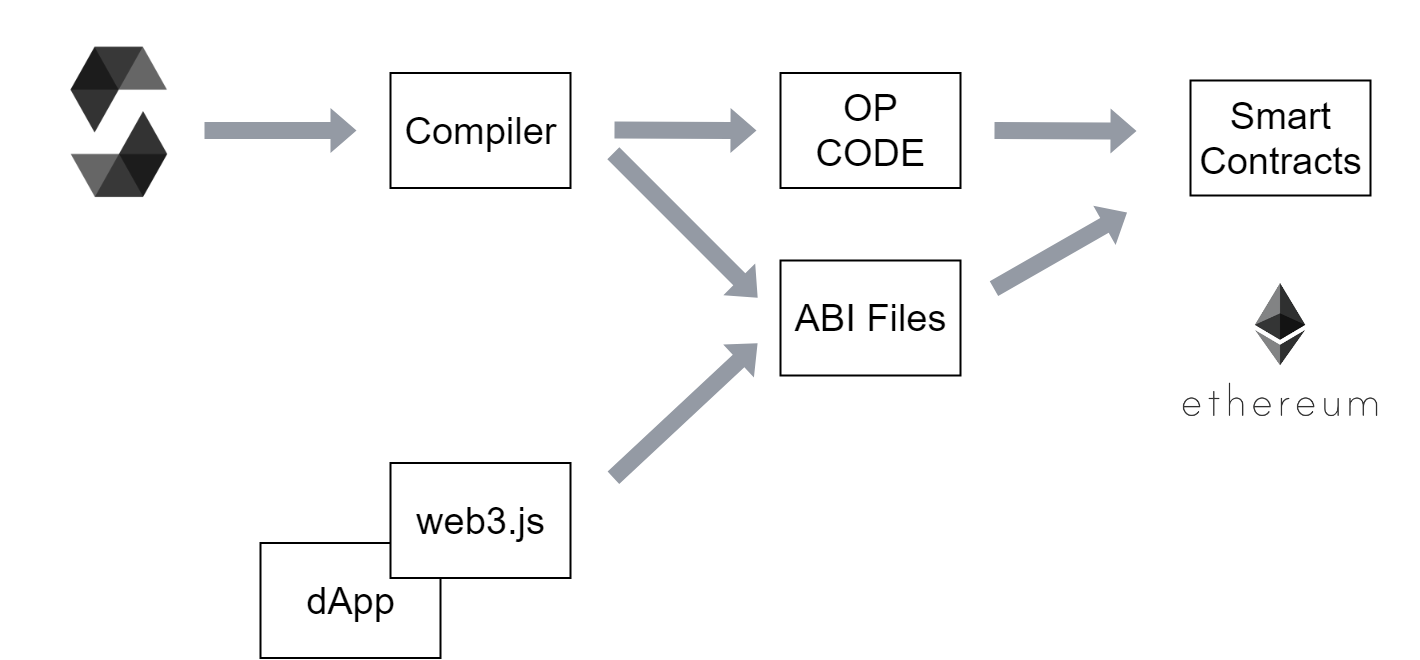 Compiler
OP
CODE
Smart
Contracts
ABI Files
ethereum
web3.js
dApp